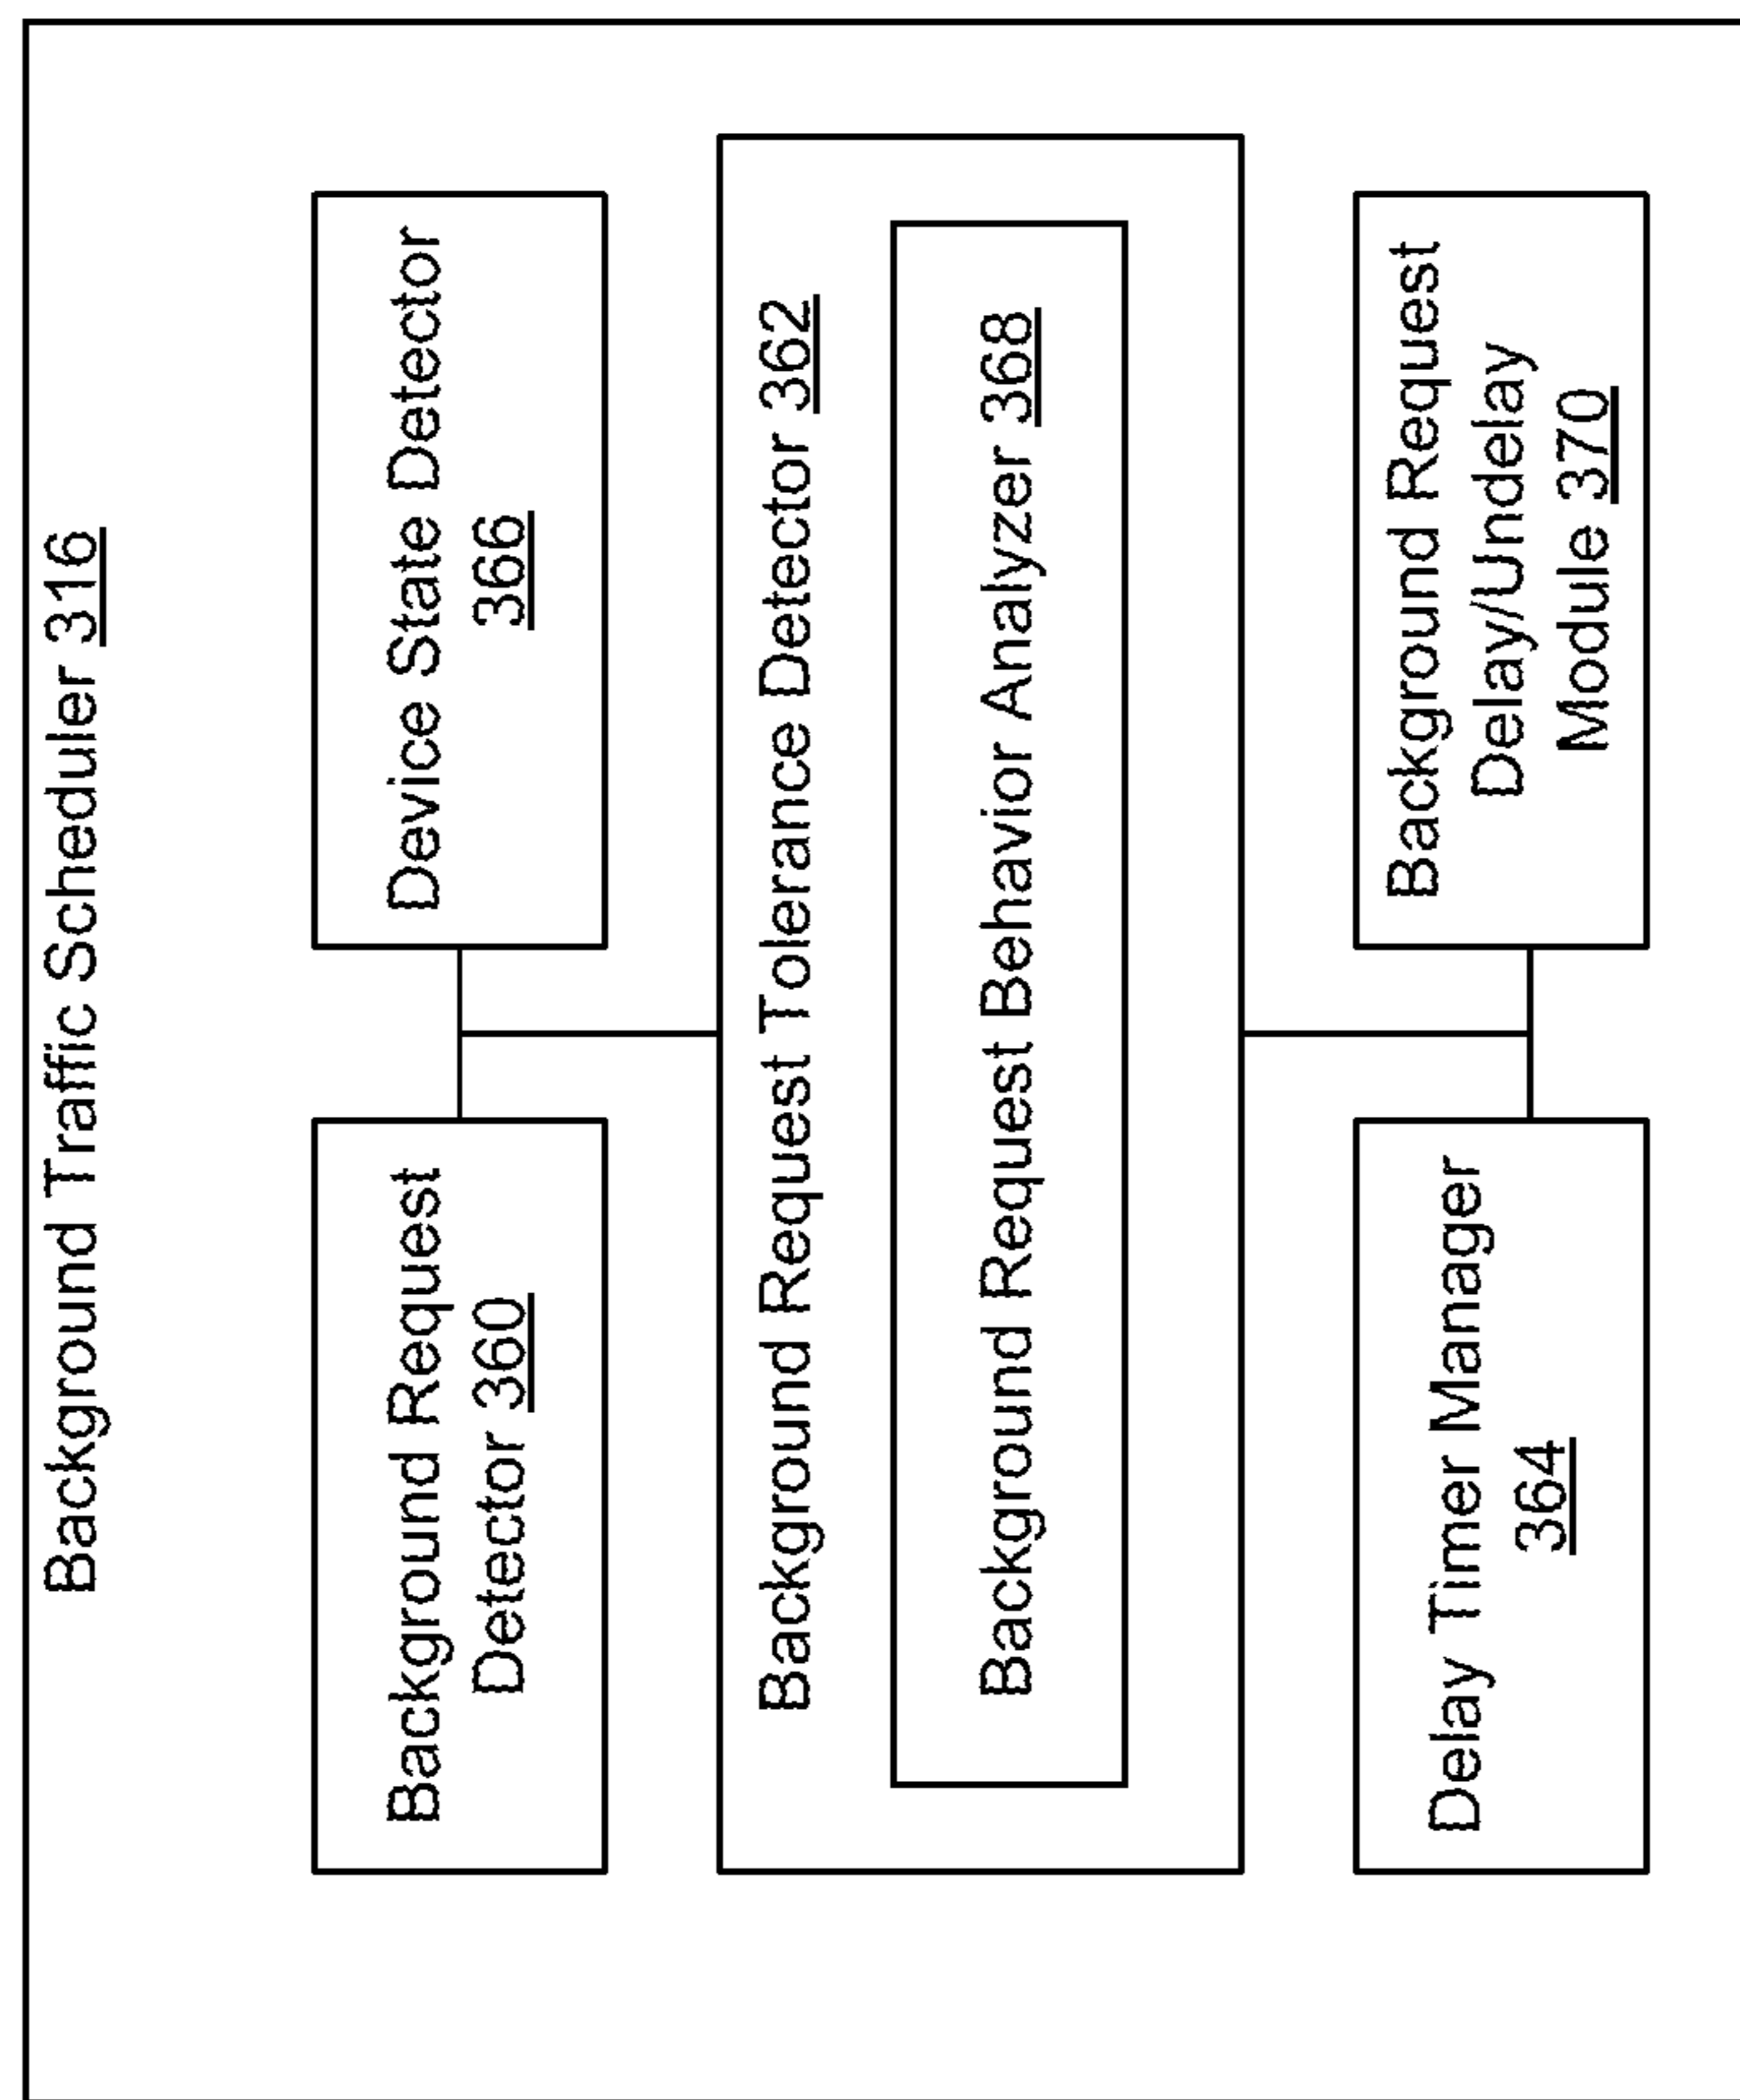 Background Traffic Scheduler 316
Background Request
Detector 360
Device State Detector
366
Background Request Tolerance Detector 362
Background Request Behavior Analyzer 368
Delay Timer Manager
364
Background Request
Delay/Undelay
Module 370